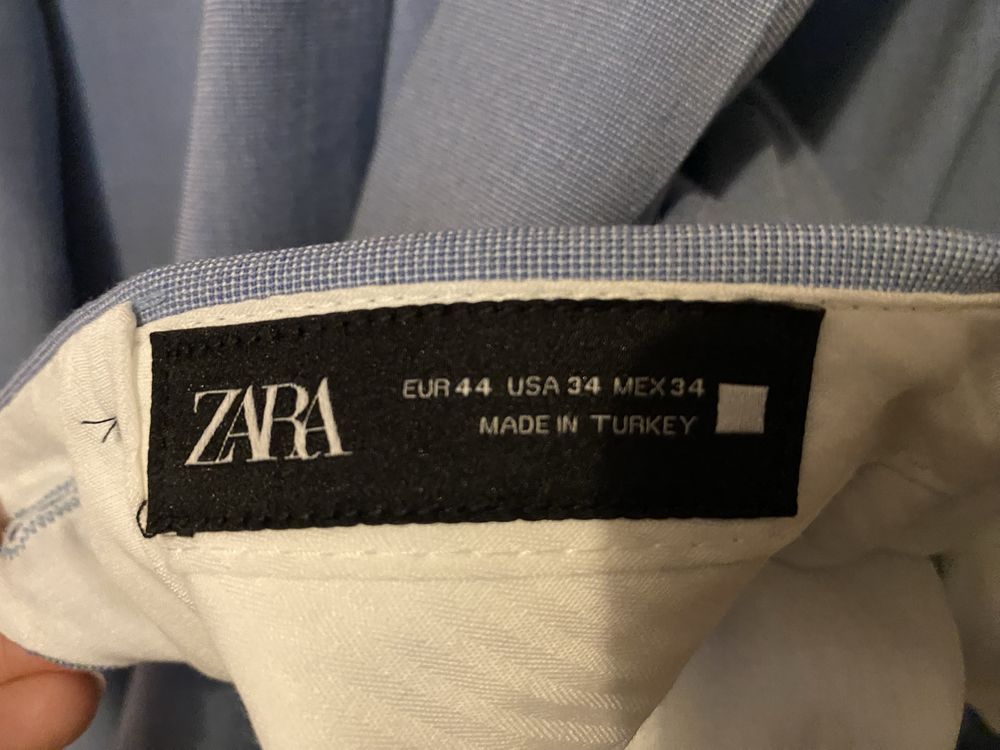 ZARA
EUR 44 USA 34 MEX 34
MADE IN TURKEY